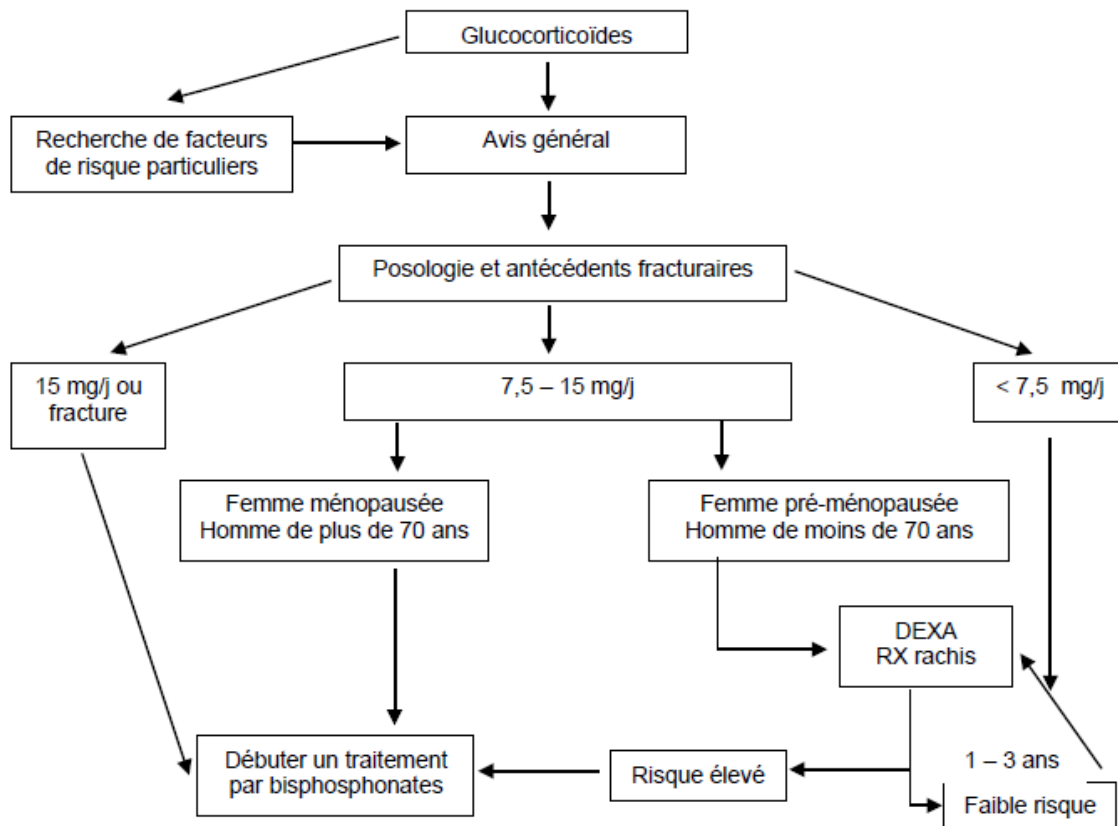 Glucocorticoïdes
Recherche de facteurs
de risque particuliers
Avis général
Posologie et antécédents fracturaires
15 mg/j ou
fracture
7,5 – 15 mg/j
< 7,5 mg/j
Femme ménopausée
Homme de plus de 70 ans
Femme pré-ménopausée
Homme de moins de 70 ans
DEXA
RX rachis
Débuter un traitement
par bisphosphonates
Risque élevé
1 – 3 ans
Faible risque